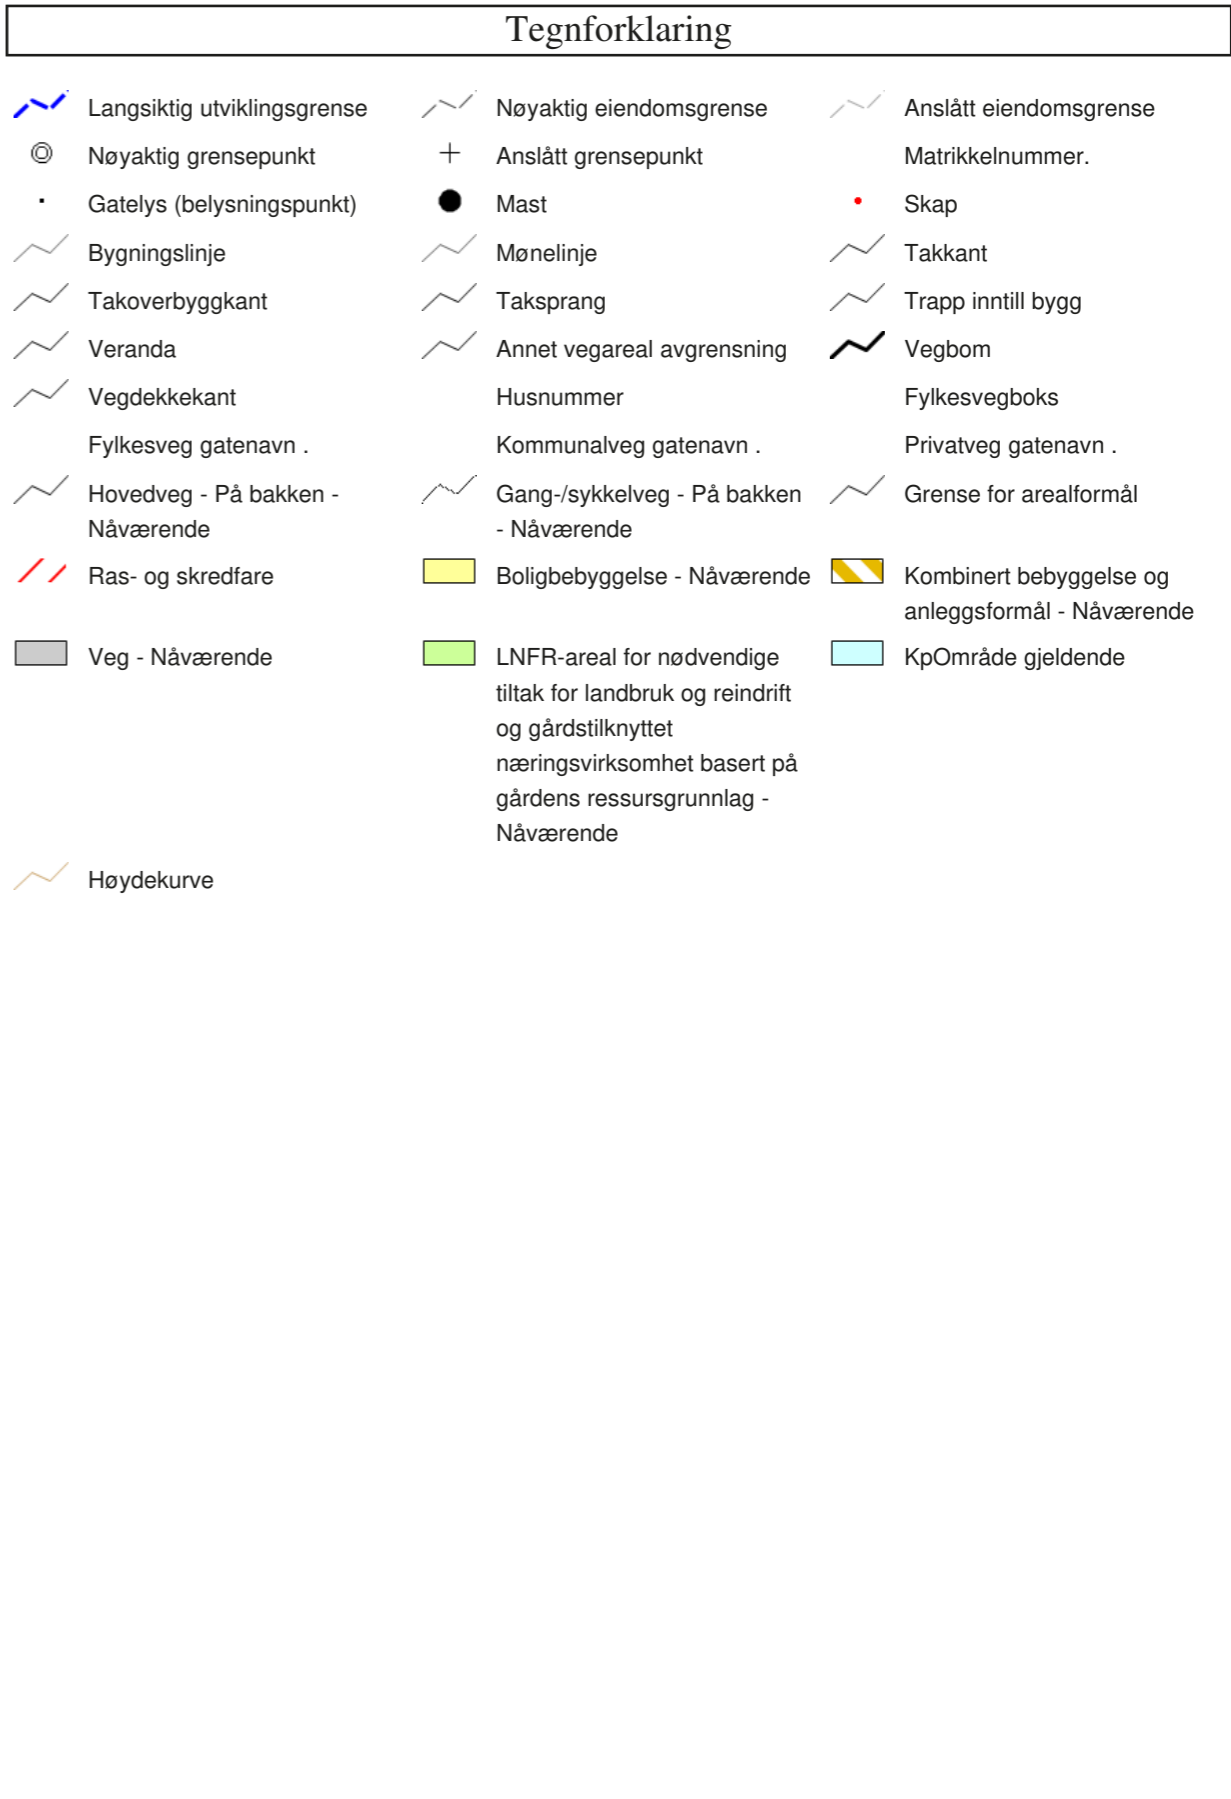 Tegnforklaring
Langsiktig utviklingsgrense
Nøyaktig eiendomsgrense
Anslått eiendomsgrense
Nøyaktig grensepunkt
Anslått grensepunkt
Matrikkelnummer.
Gatelys (belysningspunkt)
Mast
Skap
Bygningslinje
Mønelinje
Takkant
Takoverbyggkant
Taksprang
Trapp inntill bygg
Veranda
Annet vegareal avgrensning
Vegbom
Vegdekkekant
Husnummer
Fylkesvegboks
Fylkesveg gatenavn .
Kommunalveg gatenavn .
Privatveg gatenavn .
Hovedveg - På bakken -
Nåværende
Gang-/sykkelveg - På bakken
- Nåværende
Grense for arealformål
Ras- og skredfare
Boligbebyggelse - Nåværende
Kombinert bebyggelse og
anleggsformål - Nåværende
Veg - Nåværende
LNFR-areal for nødvendige
tiltak for landbruk og reindrift
og gårdstilknyttet
næringsvirksomhet basert på
gårdens ressursgrunnlag -
Nåværende
KpOmråde gjeldende
Høydekurve